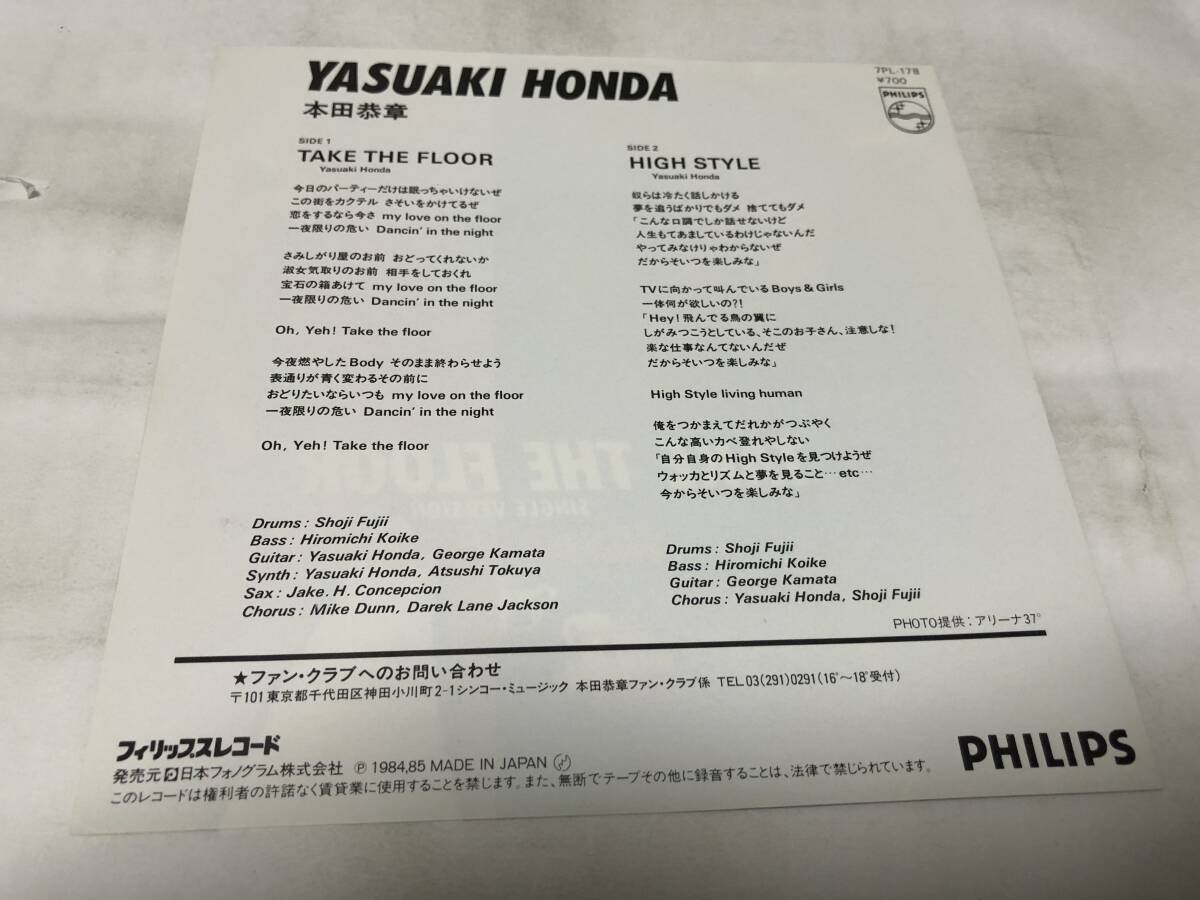 YASUAKI HONDA
本田恭章
7PL-178
¥700
PHILIPS
SIDE 1
TAKE THE FLOOR
Yasuaki Honda
今日のパーティーだけは眠っちゃいけないぜ
この街をカクテル さそいをかけてるぜ
恋をするなら今さ my love on the floor
一夜限りの危い Dancin' in the night
さみしがり屋のお前 おどってくれないか
淑女気取りのお前 相手をしておくれ
宝石の箱あけて my love on the floor
一夜限りの危い Dancin' in the night
Oh, Yeh! Take the floor
今夜燃やした Body そのまま終わらせよう
表通りが青く変わるその前に
おどりたいならいつも my love on the floor
一夜限りの危い Dancin' in the night
Oh, Yeh! Take the floor
Drums: Shoji Fujii
Bass: Hiromichi Koike
Guitar: Yasuaki Honda, George Kamata
Synth: Yasuaki Honda, Atsushi Tokuya
Sax: Jake. H. Concepcion
Chorus: Mike Dunn, Darek Lane Jackson
SIDE 2
HIGH STYLE
Yasuaki Honda
奴らは冷たく話しかける
夢を追うばかりでもダメ 捨ててもダメ
「こんな口調でしか話せないけど
人生もてあましているわけじゃないんだ
やってみなけりゃわからないぜ
だからそいつを楽しみな」
TVに向かって叫んでいるBoys & Girls
一体何が欲しいの?!
「Hey! 飛んでる鳥の翼に
しがみつこうとしている、そこのお子さん、注意しな!
楽な仕事なんてないんだぜ
だからそいつを楽しみな」
High Style living human
俺をつかまえてだれかがつぶやく
こんな高いカベ登れやしない
「自分自身のHigh Styleを見つけようぜ
ウォッカとリズムと夢を見ること…etc…
今からそいつを楽しみな」
Drums: Shoji Fujii
Bass: Hiromichi Koike
Guitar: George Kamata
Chorus: Yasuaki Honda, Shoji Fujii
PHOTO提供:アリーナ37°
THE FLOOR
SINGLE VERSION
★ファン・クラブへのお問い合わせ
〒101 東京都千代田区神田小川町2-1シンコー・ミュージック 本田恭章ファン・クラブ係 TEL 03(291)0291(16°〜18°受付)
フィリップスレコード
発売元 日本フォノグラム株式会社 Ⓟ 1984,85 MADE IN JAPAN
このレコードは権利者の許諾なく賃貸業に使用することを禁じます。また、無断でテープその他に録音することは、法律で禁じられています。
PHILIPS